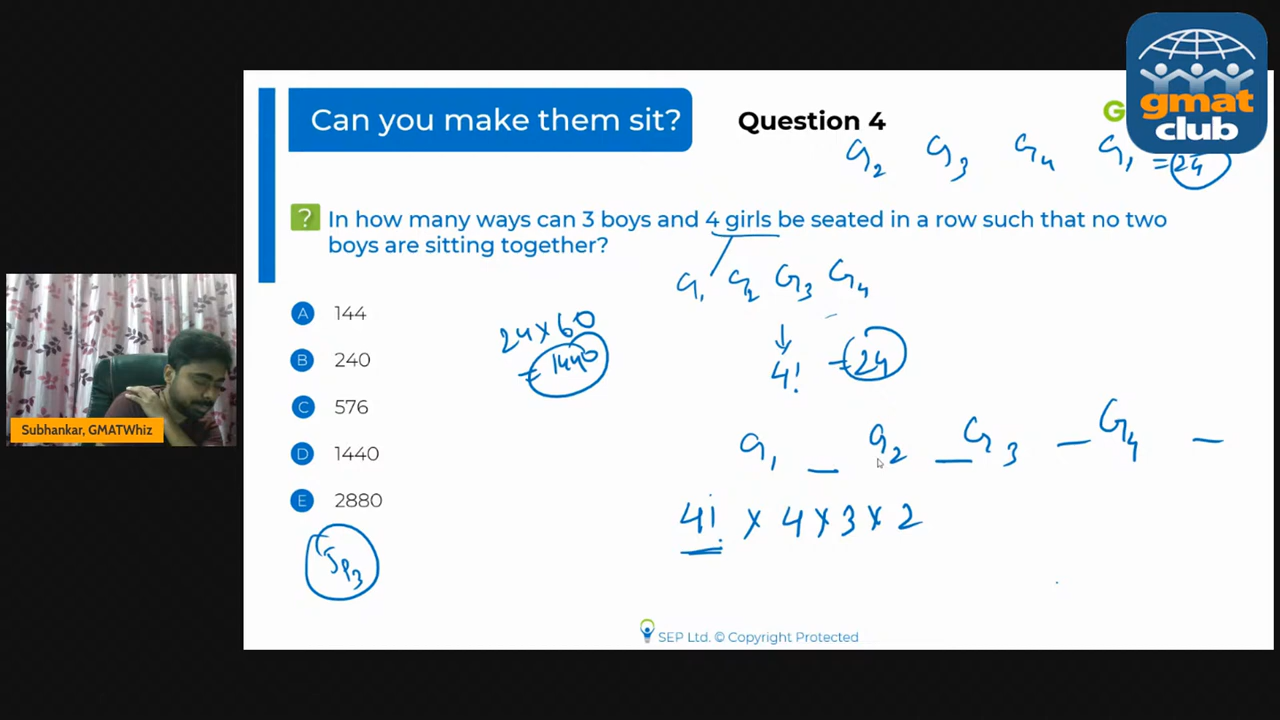 gmat
club
Can you make them sit?
Question 4
G
G2 G3 G4 G1 = 24
In how many ways can 3 boys and 4 girls be seated in a row such that no two
boys are sitting together?
G1 G2 G3 G4
A 144
B 240
C 576
D 1440
E 2880
24 x 60
= 1440
4! = 24
G1 _ G2 _ G3 _ G4 _
4! x 4 x 3 x 2
5P3
Subhankar, GMATWhiz
SEP Ltd. © Copyright Protected